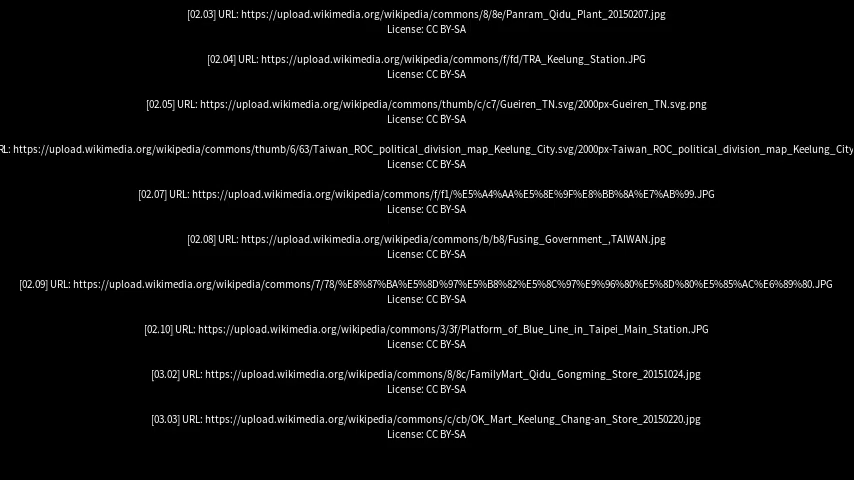 [02.03] URL: https://upload.wikimedia.org/wikipedia/commons/8/8e/Panram_Qidu_Plant_20150207.jpg
License: CC BY-SA
[02.04] URL: https://upload.wikimedia.org/wikipedia/commons/f/fd/TRA_Keelung_Station.JPG
License: CC BY-SA
[02.05] URL: https://upload.wikimedia.org/wikipedia/commons/thumb/c/c7/Gueiren_TN.svg/2000px-Gueiren_TN.svg.png
License: CC BY-SA
RL: https://upload.wikimedia.org/wikipedia/commons/thumb/6/63/Taiwan_ROC_political_division_map_Keelung_City.svg/2000px-Taiwan_ROC_political_division_map_Keelung_City
License: CC BY-SA
[02.07] URL: https://upload.wikimedia.org/wikipedia/commons/f/f1/%E5%A4%AA%E5%8E%9F%E8%BB%8A%E7%AB%99.JPG
License: CC BY-SA
[02.08] URL: https://upload.wikimedia.org/wikipedia/commons/b/b8/Fusing_Government_,TAIWAN.jpg
License: CC BY-SA
[02.09] URL: https://upload.wikimedia.org/wikipedia/commons/7/78/%E8%87%BA%E5%8D%97%E5%B8%82%E5%8C%97%E9%96%80%E5%8D%80%E5%85%AC%E6%89%80.JPG
License: CC BY-SA
[02.10] URL: https://upload.wikimedia.org/wikipedia/commons/3/3f/Platform_of_Blue_Line_in_Taipei_Main_Station.JPG
License: CC BY-SA
[03.02] URL: https://upload.wikimedia.org/wikipedia/commons/8/8c/FamilyMart_Qidu_Gongming_Store_20151024.jpg
License: CC BY-SA
[03.03] URL: https://upload.wikimedia.org/wikipedia/commons/c/cb/OK_Mart_Keelung_Chang-an_Store_20150220.jpg
License: CC BY-SA